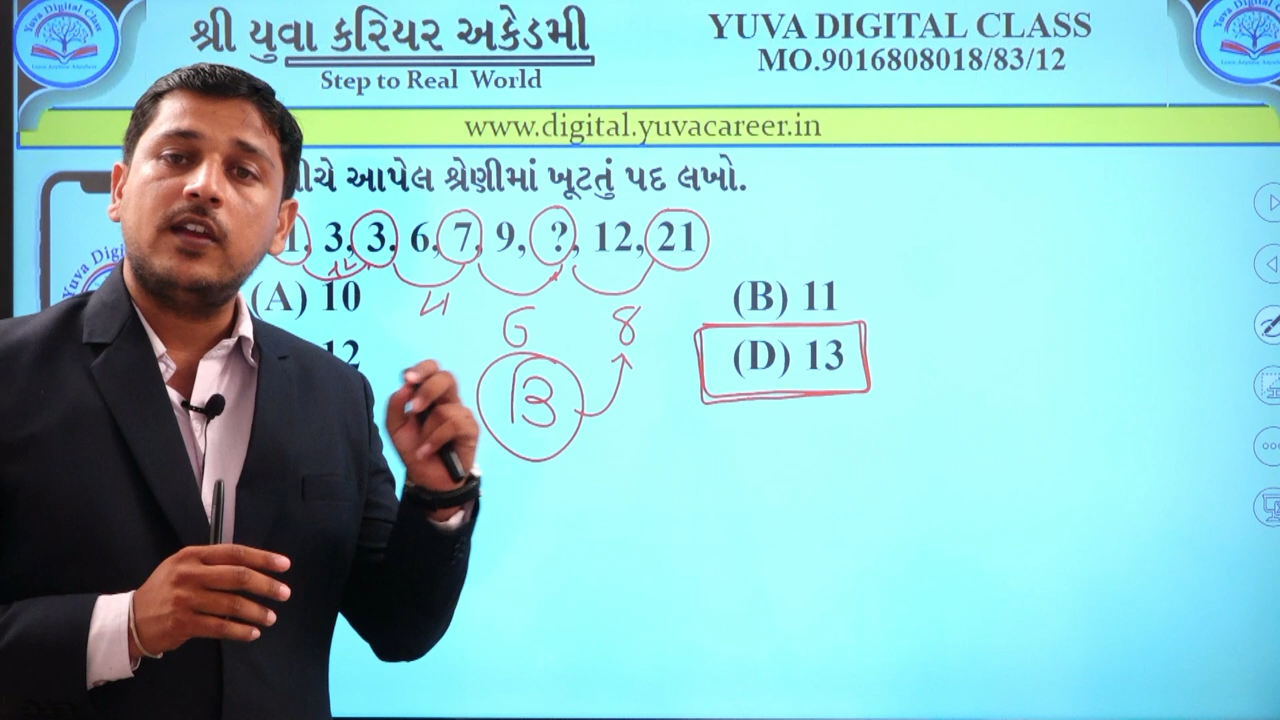 શ્રી યુવા કરિયર અકેડમી
Step to Real World
YUVA DIGITAL CLASS
MO.9016808018/83/12
www.digital.yuvacareer.in
આપેલ શ્રેણીમાં ખૂટતું પદ લખો.
1, 3, 3, 6, 7, 9, ?, 12, 21
(A) 10
(B) 11
12
(D) 13
+2
4
6
8
13